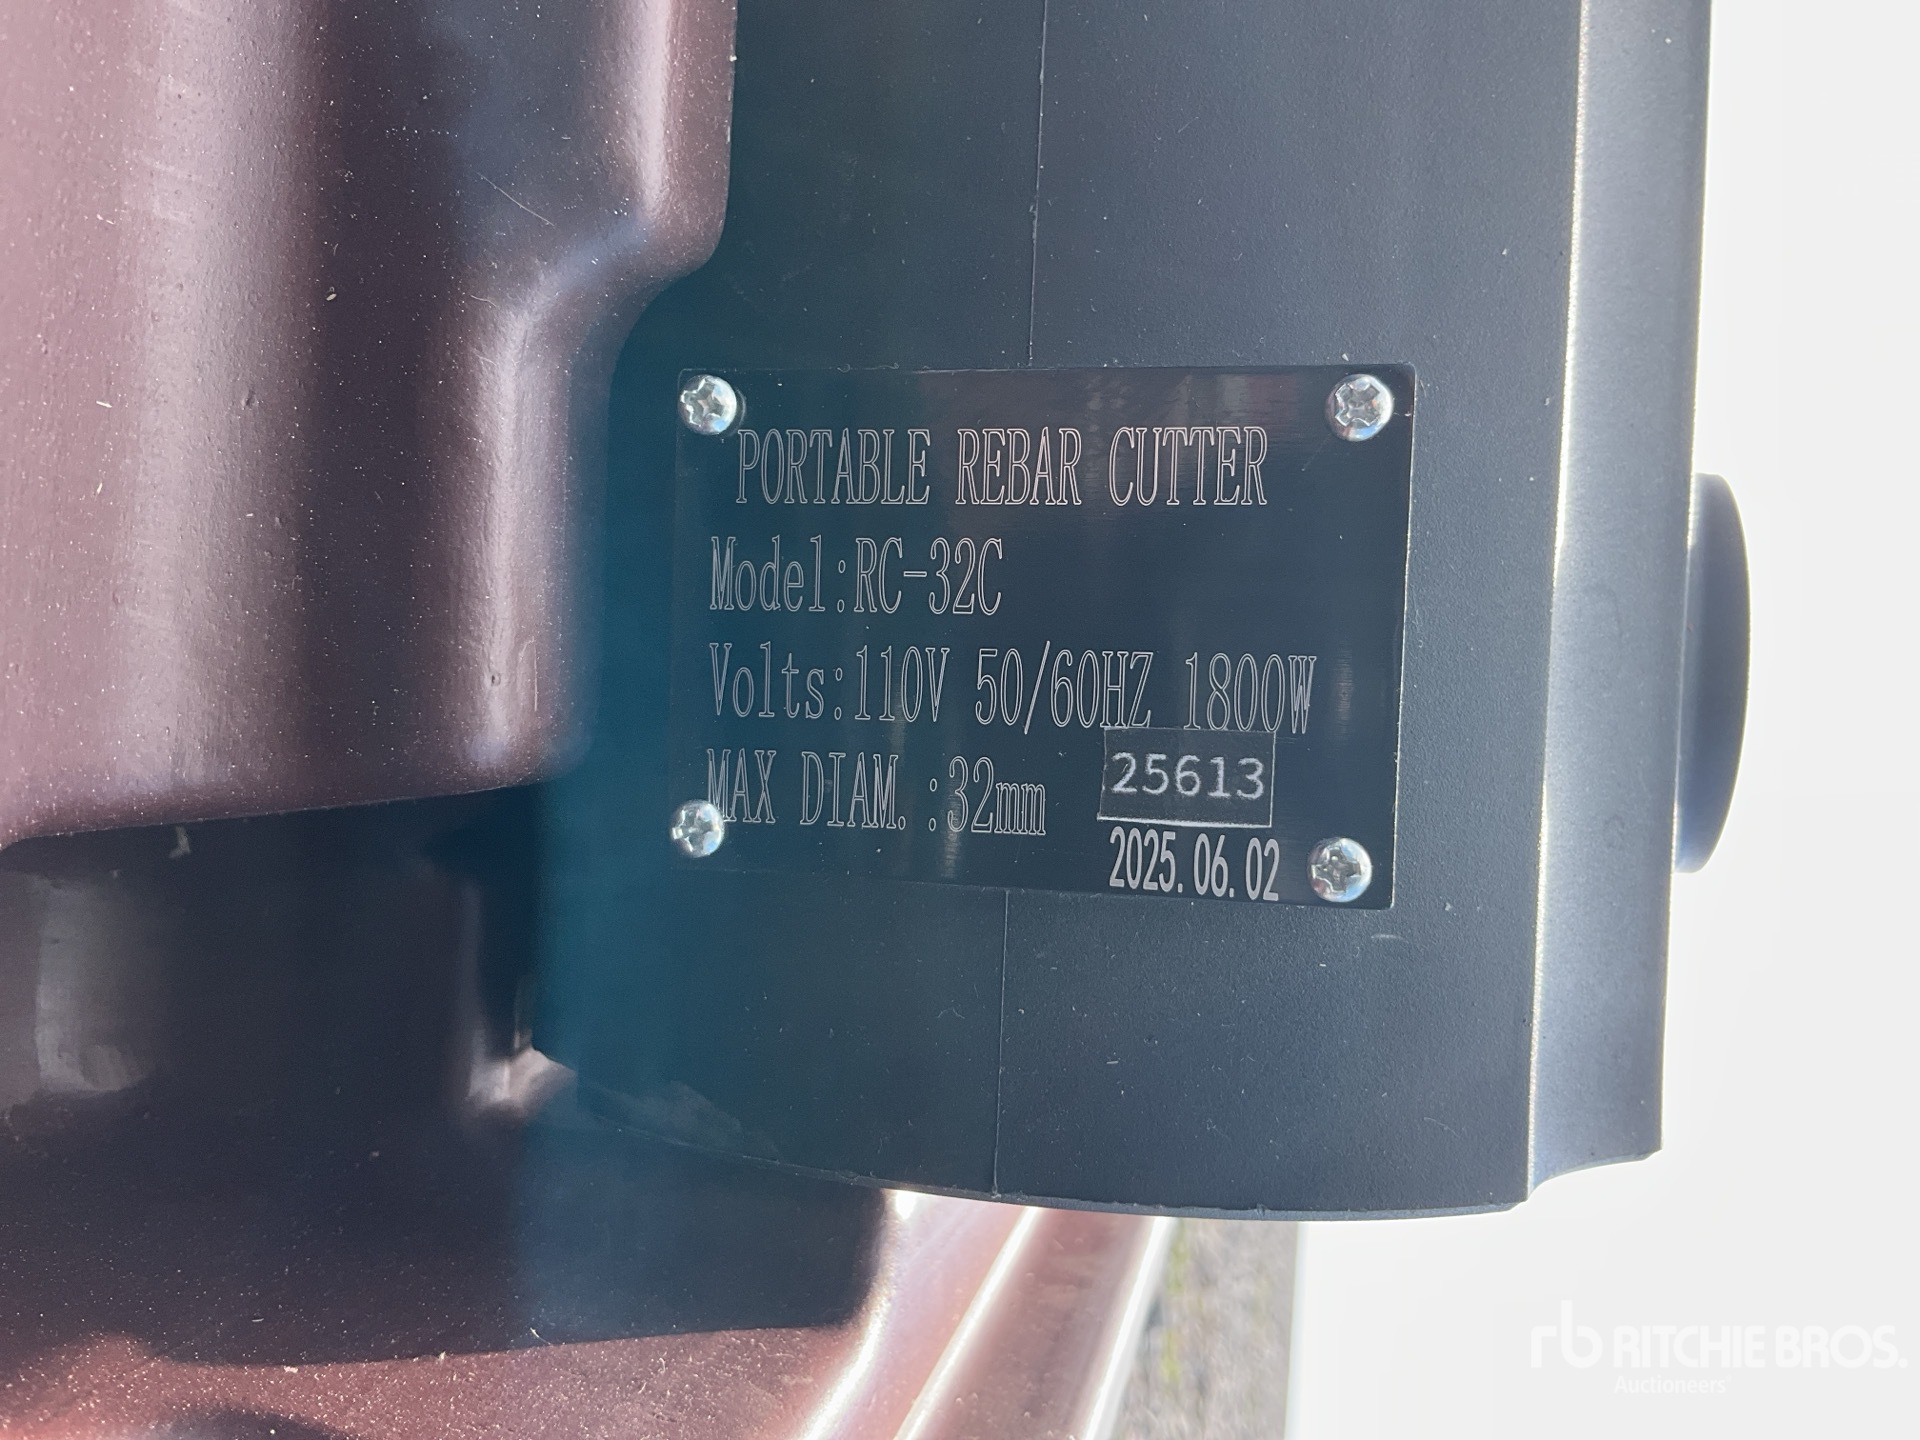 PORTABLE REBAR CUTTER
Model:RC-32C
Volts:110V 50/60HZ 1800W
MAX DIAM.:32mm
25613
2025.06.02
rb RITCHIE BROS.
Auctioneers